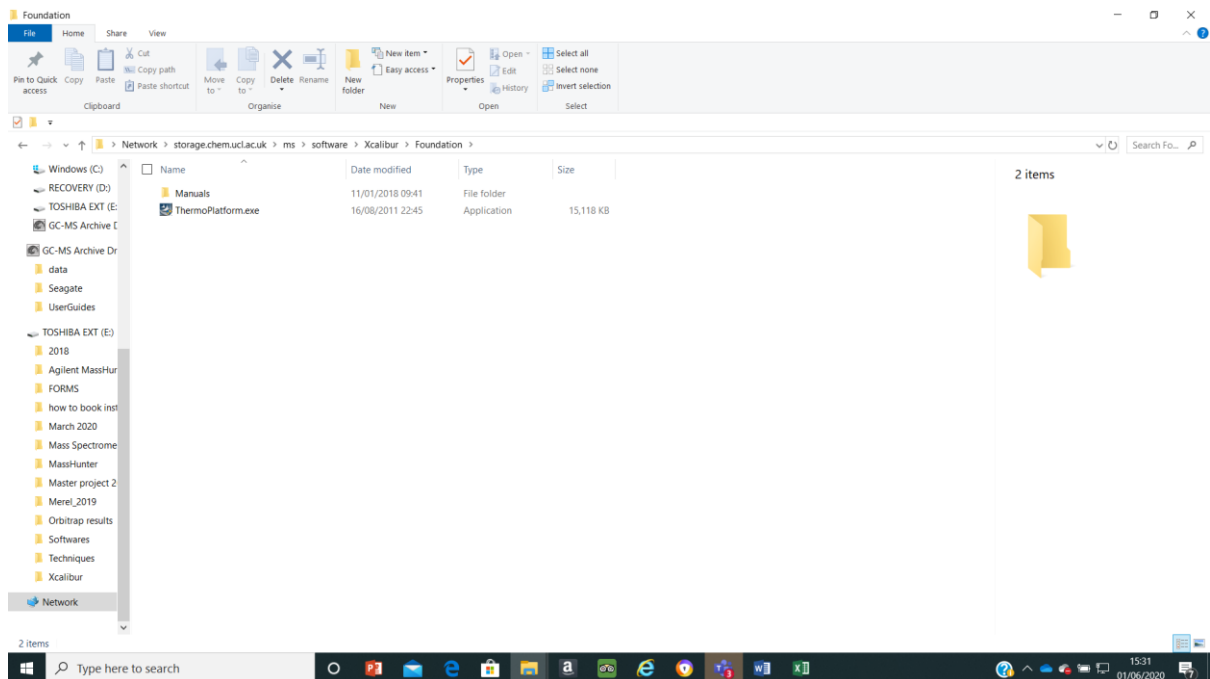 Foundation
File Home Share View
Pin to Quick access
Copy
Paste
Cut
Copy path
Paste shortcut
Clipboard
Move to
Copy to
Delete
Rename
Organise
New folder
New item
Easy access
New
Properties
Open
Edit
History
Open
Select all
Select none
Invert selection
Select
Network > storage.chem.ucl.ac.uk > ms > software > Xcalibur > Foundation >
Search Fo...
Windows (C:)
RECOVERY (D:)
TOSHIBA EXT (E:
GC-MS Archive D
GC-MS Archive Dr
data
Seagate
UserGuides
TOSHIBA EXT (E:)
2018
Agilent MassHur
FORMS
how to book inst
March 2020
Mass Spectrome
MassHunter
Master project 2
Merel_2019
Orbitrap results
Softwares
Techniques
Xcalibur
Network
Name Date modified Type Size
Manuals 11/01/2018 09:41 File folder
ThermoPlatform.exe 16/08/2011 22:45 Application 15,118 KB
2 items
2 items
Type here to search
15:31
01/06/2020